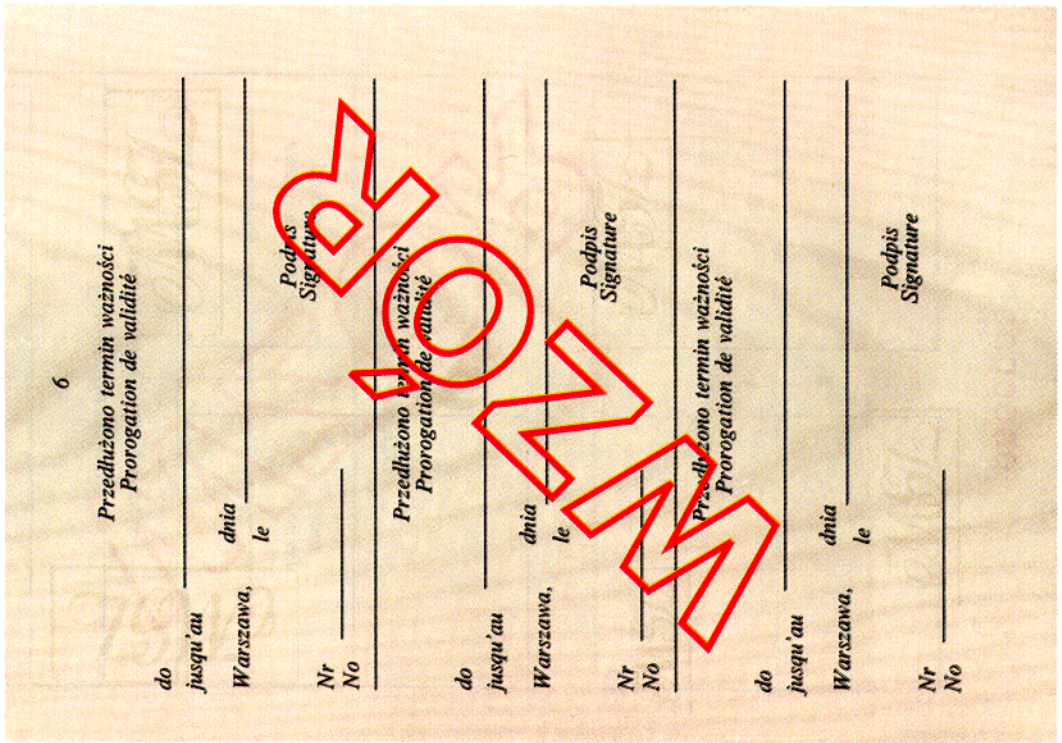 6
Przedłużono termin ważności
Prorogation de validité
do
jusqu'au
Warszawa, dnia
le
Podpis
Signature
Nr
No
Przedłużono termin ważności
Prorogation de validité
do
jusqu'au
Warszawa, dnia
le
Podpis
Signature
Nr
No
Przedłużono termin ważności
Prorogation de validité
do
jusqu'au
Warszawa, dnia
le
Podpis
Signature
Nr
No
WZÓR